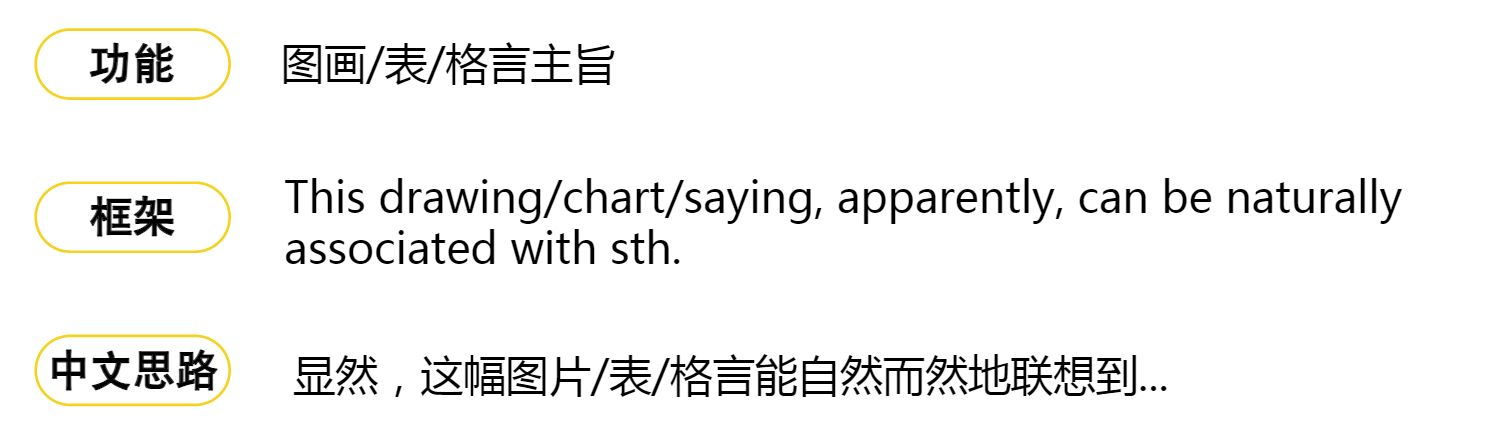 功能
图画/表/格言主旨
框架
This drawing/chart/saying, apparently, can be naturally
associated with sth.
中文思路
显然，这幅图片/表/格言能自然而然地联想到...